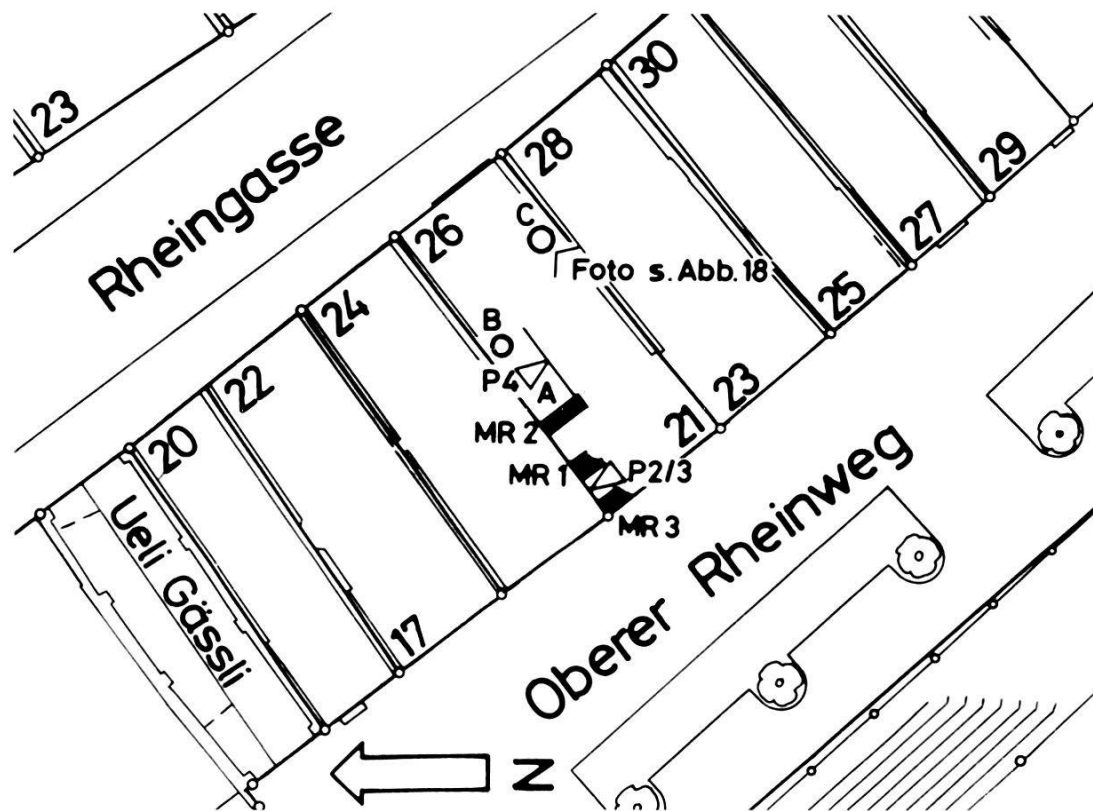 23
Rheingasse
30
28
26
24
22
20
C
Foto s. Abb. 18
B
P4
A
MR 2
MR 1
P2/3
MR 3
29
27
25
23
21
17
Ueli Gässli
Oberer Rheinweg
N